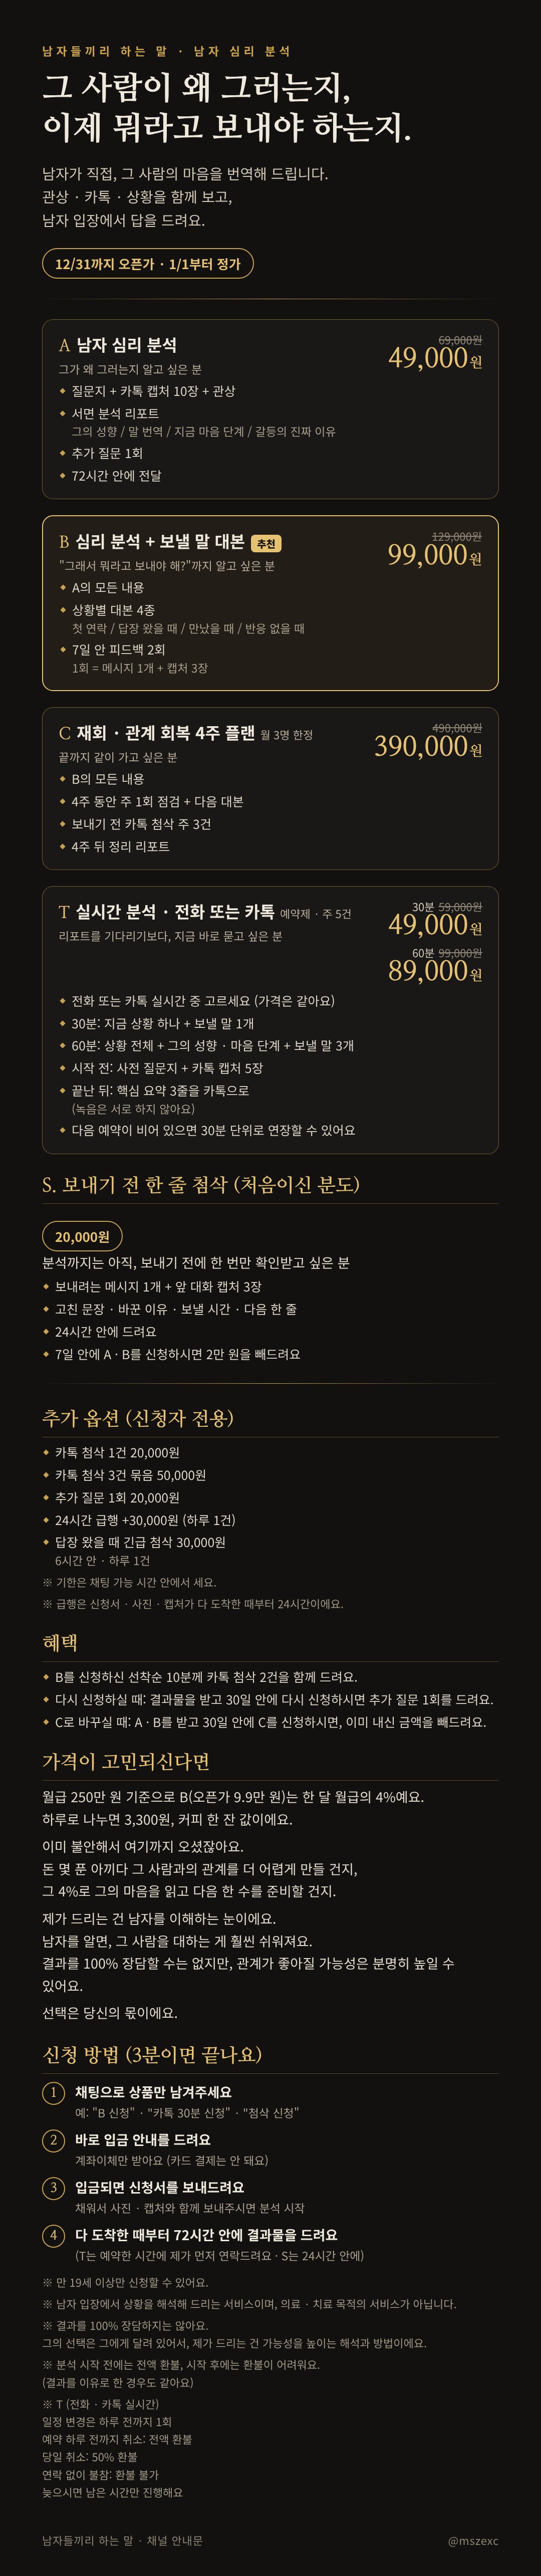 남자들끼리 하는 말 · 남자 심리 분석
그 사람이 왜 그러는지,
이제 뭐라고 보내야 하는지.
남자가 직접, 그 사람의 마음을 번역해 드립니다.
관상 · 카톡 · 상황을 함께 보고,
남자 입장에서 답을 드려요.
12/31까지 오픈가 · 1/1부터 정가
A 남자 심리 분석
69,000원
49,000원
그가 왜 그러는지 알고 싶은 분
질문지 + 카톡 캡처 10장 + 관상
서면 분석 리포트
그의 성향 / 말 번역 / 지금 마음 단계 / 갈등의 진짜 이유
추가 질문 1회
72시간 안에 전달
B 심리 분석 + 보낼 말 대본 추천
129,000원
99,000원
"그래서 뭐라고 보내야 해?"까지 알고 싶은 분
A의 모든 내용
상황별 대본 4종
첫 연락 / 답장 왔을 때 / 만났을 때 / 반응 없을 때
7일 안 피드백 2회
1회 = 메시지 1개 + 캡처 3장
C 재회 · 관계 회복 4주 플랜 월 3명 한정
490,000원
390,000원
끝까지 같이 가고 싶은 분
B의 모든 내용
4주 동안 주 1회 점검 + 다음 대본
보내기 전 카톡 첨삭 주 3건
4주 뒤 정리 리포트
T 실시간 분석 · 전화 또는 카톡 예약제 · 주 5건
30분 59,000원
49,000원
리포트를 기다리기보다, 지금 바로 묻고 싶은 분
60분 99,000원
89,000원
전화 또는 카톡 실시간 중 고르세요 (가격은 같아요)
30분: 지금 상황 하나 + 보낼 말 1개
60분: 상황 전체 + 그의 성향 · 마음 단계 + 보낼 말 3개
시작 전: 사전 질문지 + 카톡 캡처 5장
끝난 뒤: 핵심 요약 3줄을 카톡으로
(녹음은 서로 하지 않아요)
다음 예약이 비어 있으면 30분 단위로 연장할 수 있어요
S. 보내기 전 한 줄 첨삭 (처음이신 분도)
20,000원
분석까지는 아직, 보내기 전에 한 번만 확인받고 싶은 분
보내려는 메시지 1개 + 앞 대화 캡처 3장
고친 문장 · 바꾼 이유 · 보낼 시간 · 다음 한 줄
24시간 안에 드려요
7일 안에 A · B를 신청하시면 2만 원을 빼드려요
추가 옵션 (신청자 전용)
카톡 첨삭 1건 20,000원
카톡 첨삭 3건 묶음 50,000원
추가 질문 1회 20,000원
24시간 급행 +30,000원 (하루 1건)
답장 왔을 때 긴급 첨삭 30,000원
6시간 안 · 하루 1건
※ 기한은 채팅 가능 시간 안에서 세요.
※ 급행은 신청서 · 사진 · 캡처가 다 도착한 때부터 24시간이에요.
혜택
B를 신청하신 선착순 10분께 카톡 첨삭 2건을 함께 드려요.
다시 신청하실 때: 결과물을 받고 30일 안에 다시 신청하시면 추가 질문 1회를 드려요.
C로 바꾸실 때: A · B를 받고 30일 안에 C를 신청하시면, 이미 내신 금액을 빼드려요.
가격이 고민되신다면
월급 250만 원 기준으로 B(오픈가 9.9만 원)는 한 달 월급의 4%예요.
하루로 나누면 3,300원, 커피 한 잔 값이에요.
이미 불안해서 여기까지 오셨잖아요.
돈 몇 푼 아끼다 그 사람과의 관계를 더 어렵게 만들 건지,
그 4%로 그의 마음을 읽고 다음 한 수를 준비할 건지.
제가 드리는 건 남자를 이해하는 눈이에요.
남자를 알면, 그 사람을 대하는 게 훨씬 쉬워져요.
결과를 100% 장담할 수는 없지만, 관계가 좋아질 가능성은 분명히 높일 수
있어요.
선택은 당신의 몫이에요.
신청 방법 (3분이면 끝나요)
1 채팅으로 상품만 남겨주세요
예: "B 신청" · "카톡 30분 신청" · "첨삭 신청"
2 바로 입금 안내를 드려요
계좌이체만 받아요 (카드 결제는 안 돼요)
3 입금되면 신청서를 보내드려요
채워서 사진 · 캡처와 함께 보내주시면 분석 시작
4 다 도착한 때부터 72시간 안에 결과물을 드려요
(T는 예약한 시간에 제가 먼저 연락드려요 · S는 24시간 안에)
※ 만 19세 이상만 신청할 수 있어요.
※ 남자 입장에서 상황을 해석해 드리는 서비스이며, 의료 · 치료 목적의 서비스가 아닙니다.
※ 결과를 100% 장담하지는 않아요.
그의 선택은 그에게 달려 있어서, 제가 드리는 건 가능성을 높이는 해석과 방법이에요.
※ 분석 시작 전에는 전액 환불, 시작 후에는 환불이 어려워요.
(결과를 이유로 한 경우도 같아요)
※ T (전화 · 카톡 실시간)
일정 변경은 하루 전까지 1회
예약 하루 전까지 취소: 전액 환불
당일 취소: 50% 환불
연락 없이 불참: 환불 불가
늦으시면 남은 시간만 진행해요
남자들끼리 하는 말 · 채널 안내문
@mszexc